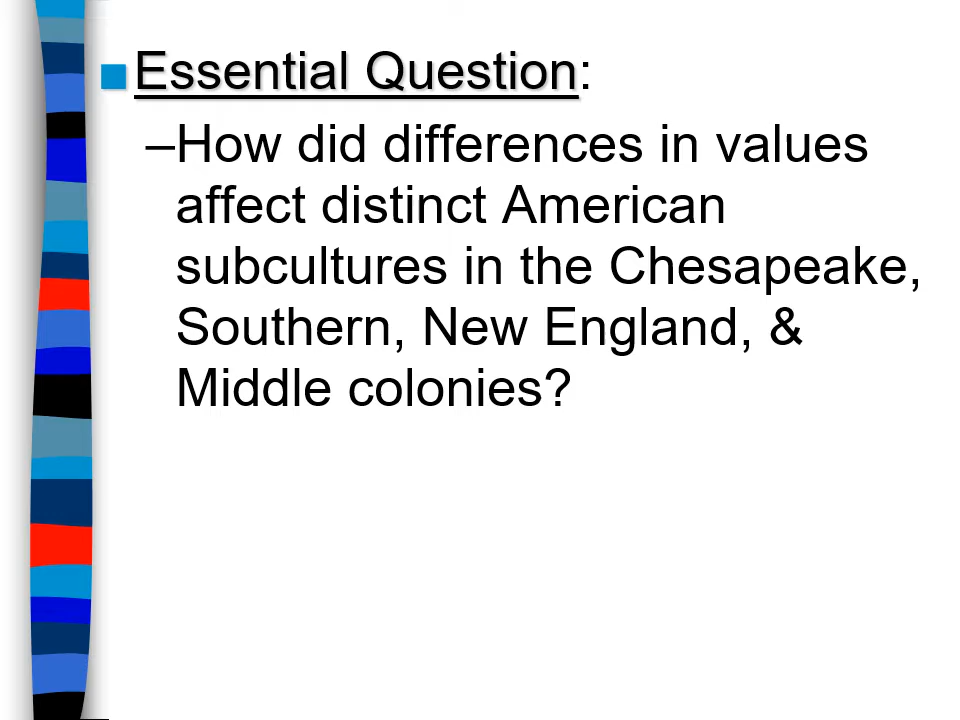 ■Essential Question:
–How did differences in values
affect distinct American
subcultures in the Chesapeake,
Southern, New England, &
Middle colonies?